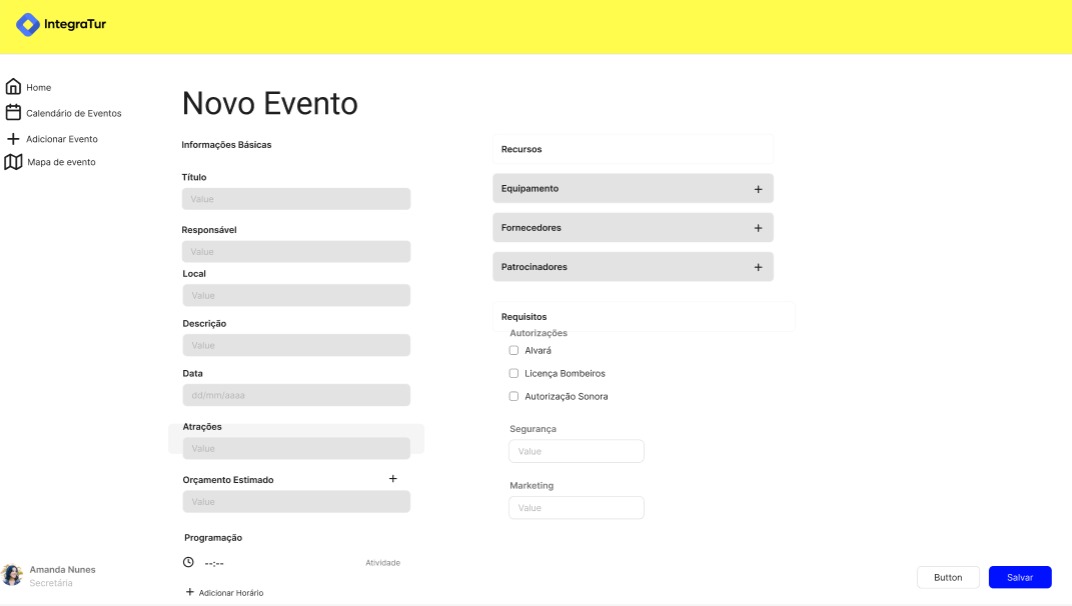 IntegraTur
Home
Calendário de Eventos
Adicionar Evento
Mapa de evento
Novo Evento
Informações Básicas
Título
Value
Responsável
Value
Local
Value
Descrição
Value
Data
dd/mm/aaaa
Atrações
Value
Orçamento Estimado
Value
Programação
--:-- Atividade
Adicionar Horário
Recursos
Equipamento
Fornecedores
Patrocinadores
Requisitos
Autorizações
Alvará
Licença Bombeiros
Autorização Sonora
Segurança
Value
Marketing
Value
Amanda Nunes
Secretária
Button Salvar